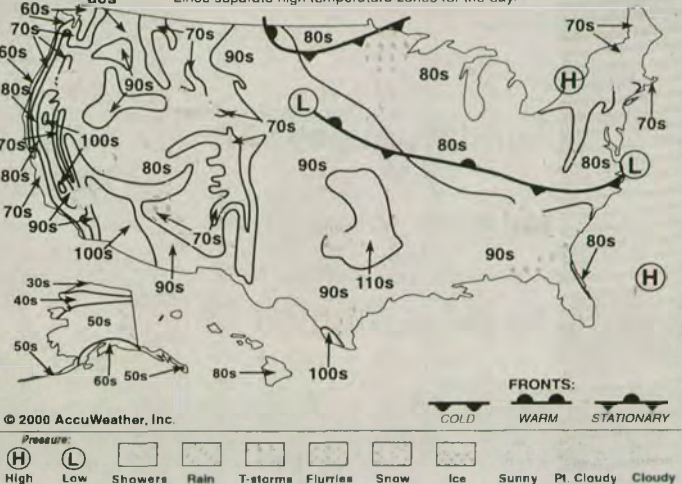 60s 80s Lines separate high temperature zones for the day.
70s 70s 80s 70s
60s 90s 80s
90s 80s H
80s L 70s 70s
100s
70s 80s 90s 80s 80s L
80s
70s 70s
90s 90s 80s
100s 90s 110s H
30s 90s
40s
50s
50s 80s 100s
60s 50s
FRONTS:
© 2000 AccuWeather, Inc. COLD WARM STATIONARY
Pressure:
H L
High Low Showers Rain T-storms Flurries Snow Ice Sunny Pt. Cloudy Cloudy